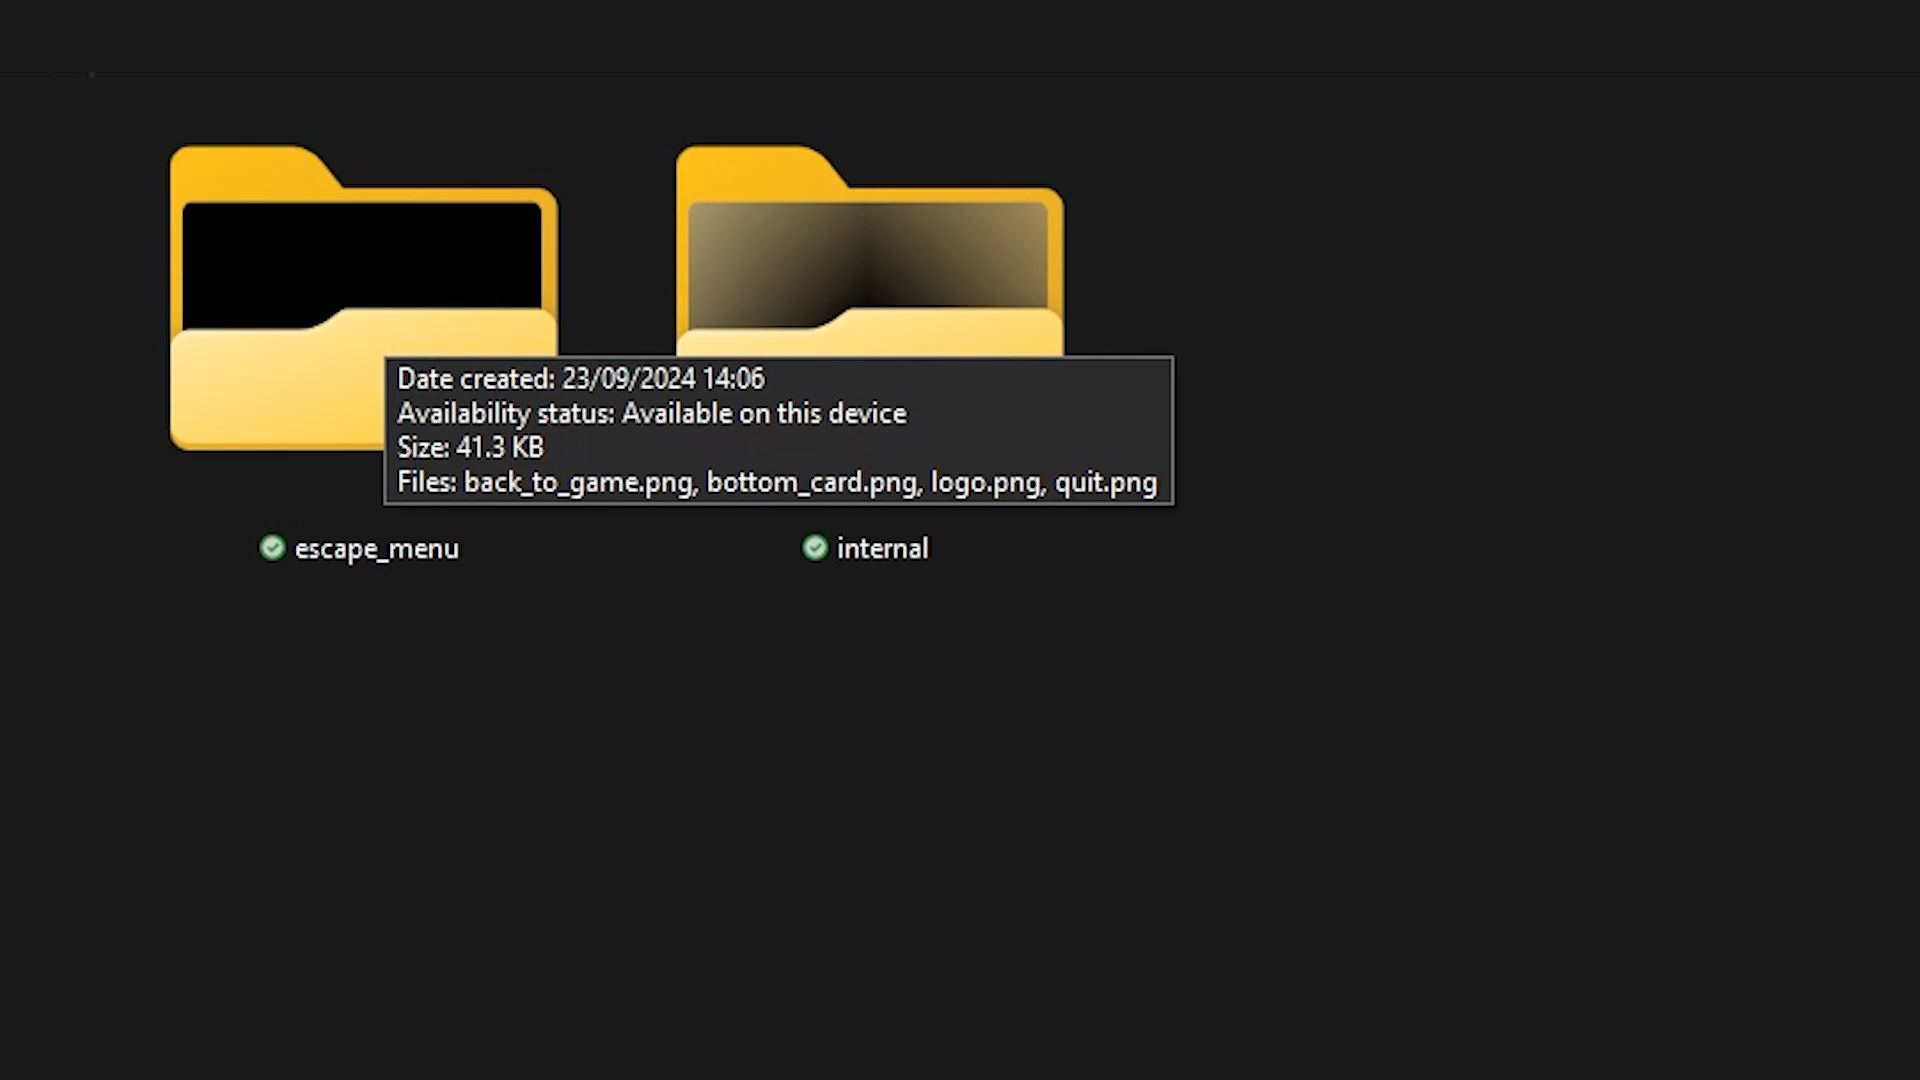 Date created: 23/09/2024 14:06
Availability status: Available on this device
Size: 41.3 KB
Files: back_to_game.png, bottom_card.png, logo.png, quit.png
escape_menu
internal